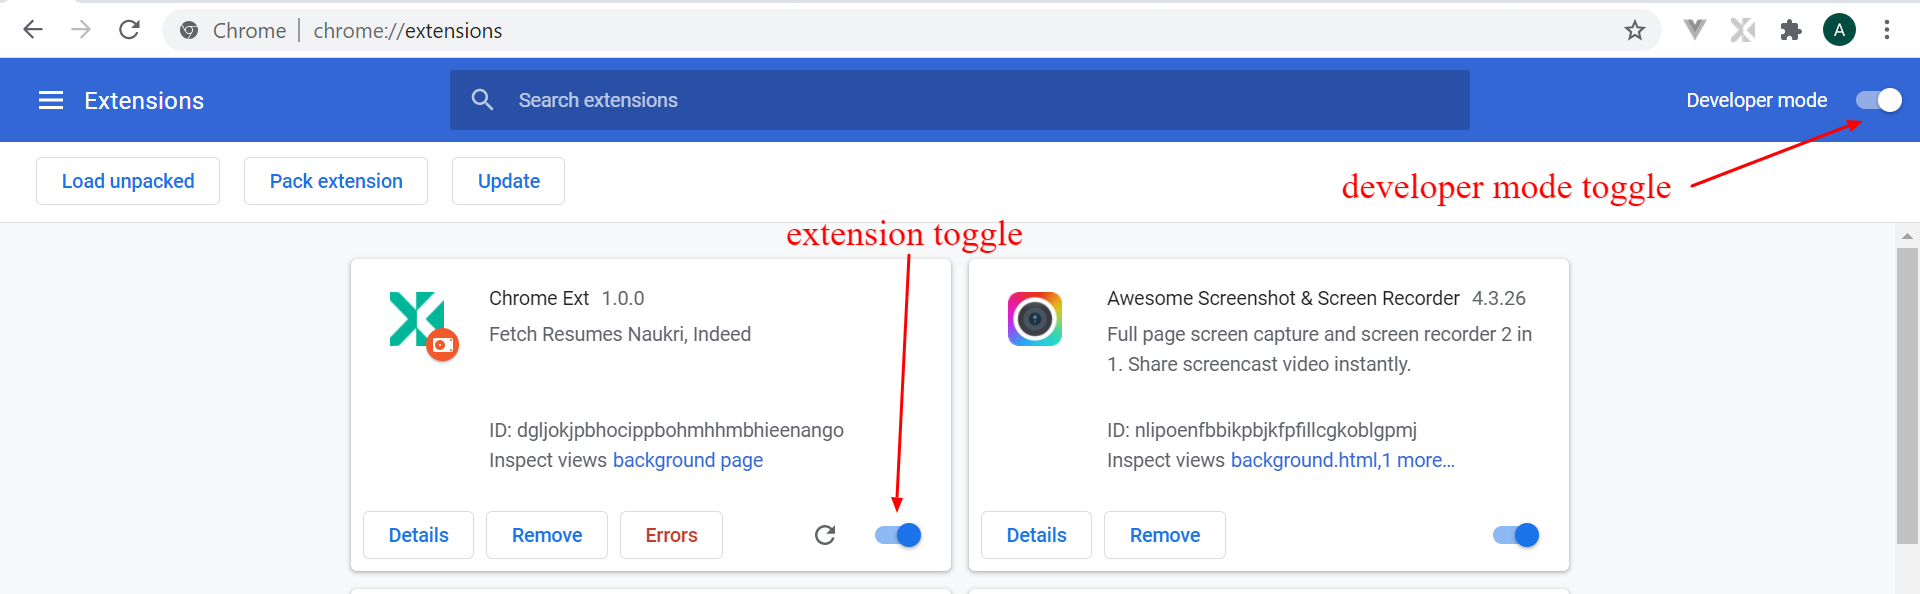 Chrome | chrome://extensions
A
Extensions
Search extensions
Developer mode
Load unpacked
Pack extension
Update
developer mode toggle
extension toggle
Chrome Ext 1.0.0
Fetch Resumes Naukri, Indeed
ID: dgljokjpbhocippbohmhhmbhieenango
Inspect views background page
Details
Remove
Errors
Awesome Screenshot & Screen Recorder 4.3.26
Full page screen capture and screen recorder 2 in
1. Share screencast video instantly.
ID: nlipoenfbbikpbjkfpfillcgkoblgpmj
Inspect views background.html,1 more...
Details
Remove